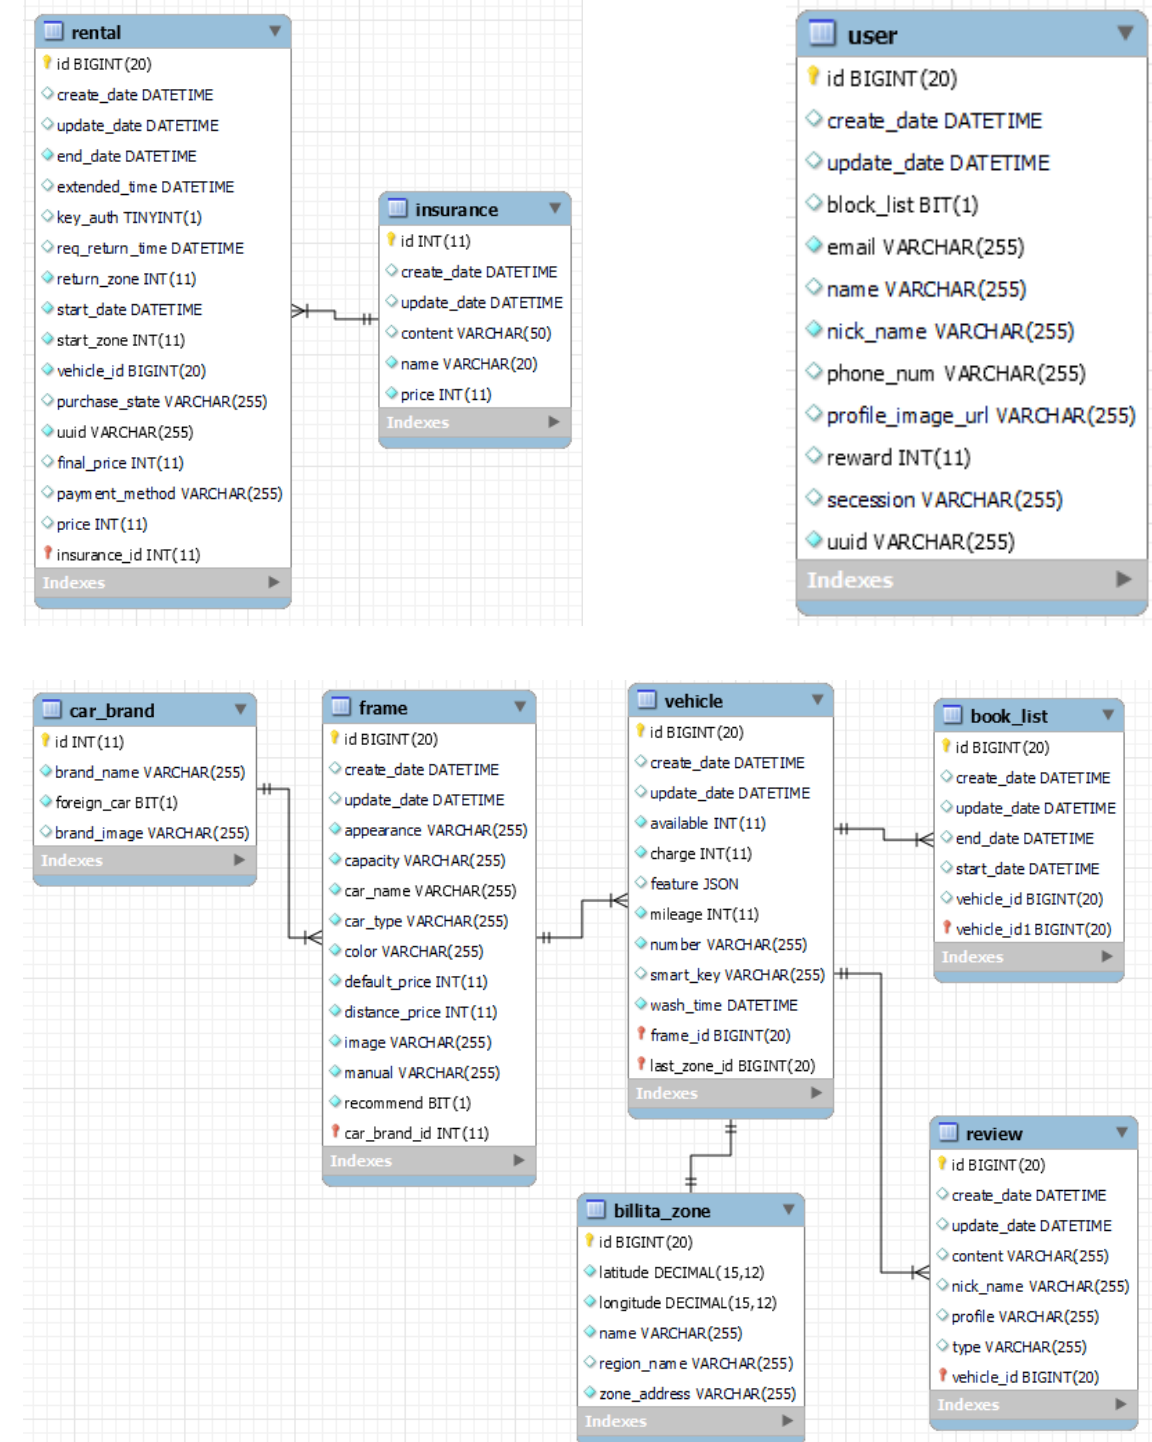 rental
id BIGINT(20)
create_date DATETIME
update_date DATETIME
end_date DATETIME
extended_time DATETIME
key_auth TINYINT(1)
req_return_time DATETIME
return_zone INT(11)
start_date DATETIME
start_zone INT(11)
vehicle_id BIGINT(20)
purchase_state VARCHAR(255)
uuid VARCHAR(255)
final_price INT(11)
payment_method VARCHAR(255)
price INT(11)
insurance_id INT(11)
Indexes
insurance
id INT(11)
create_date DATETIME
update_date DATETIME
content VARCHAR(50)
name VARCHAR(20)
price INT(11)
Indexes
user
id BIGINT(20)
create_date DATETIME
update_date DATETIME
block_list BIT(1)
email VARCHAR(255)
name VARCHAR(255)
nick_name VARCHAR(255)
phone_num VARCHAR(255)
profile_image_url VARCHAR(255)
reward INT(11)
secession VARCHAR(255)
uuid VARCHAR(255)
Indexes
car_brand
id INT(11)
brand_name VARCHAR(255)
foreign_car BIT(1)
brand_image VARCHAR(255)
Indexes
frame
id BIGINT(20)
create_date DATETIME
update_date DATETIME
appearance VARCHAR(255)
capacity VARCHAR(255)
car_name VARCHAR(255)
car_type VARCHAR(255)
color VARCHAR(255)
default_price INT(11)
distance_price INT(11)
image VARCHAR(255)
manual VARCHAR(255)
recommend BIT(1)
car_brand_id INT(11)
Indexes
vehicle
id BIGINT(20)
create_date DATETIME
update_date DATETIME
available INT(11)
charge INT(11)
feature JSON
mileage INT(11)
number VARCHAR(255)
smart_key VARCHAR(255)
wash_time DATETIME
frame_id BIGINT(20)
last_zone_id BIGINT(20)
Indexes
book_list
id BIGINT(20)
create_date DATETIME
update_date DATETIME
end_date DATETIME
start_date DATETIME
vehicle_id BIGINT(20)
vehicle_id1 BIGINT(20)
Indexes
billita_zone
id BIGINT(20)
latitude DECIMAL(15,12)
longitude DECIMAL(15,12)
name VARCHAR(255)
region_name VARCHAR(255)
zone_address VARCHAR(255)
Indexes
review
id BIGINT(20)
create_date DATETIME
update_date DATETIME
content VARCHAR(255)
nick_name VARCHAR(255)
profile VARCHAR(255)
type VARCHAR(255)
vehicle_id BIGINT(20)
Indexes